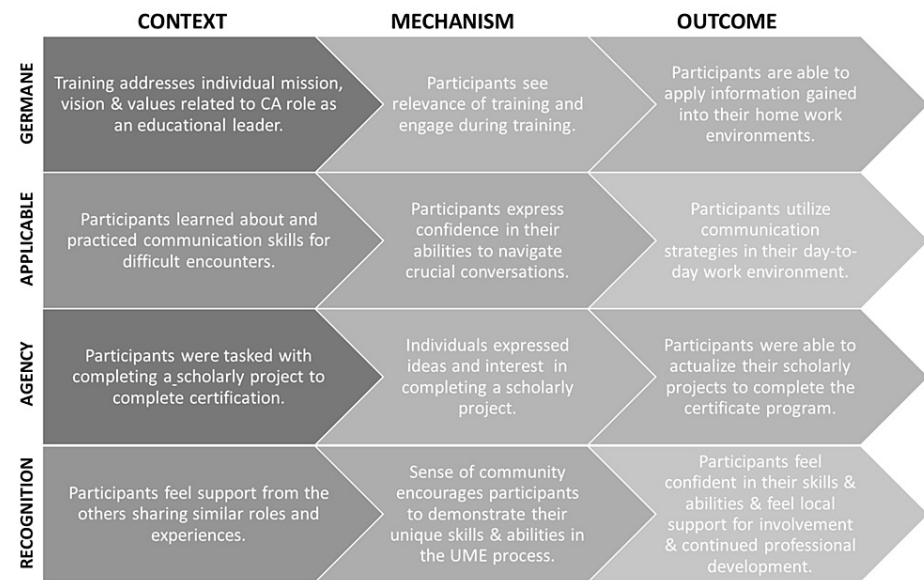 CONTEXT
MECHANISM
OUTCOME
GERMANE
Training addresses individual mission,
vision & values related to CA role as
an educational leader.
Participants see
relevance of training and
engage during training.
Participants are able to
apply information gained
into their home work
environments.
APPLICABLE
Participants learned about and
practiced communication skills for
difficult encounters.
Participants express
confidence in their
abilities to navigate
crucial conversations.
Participants utilize
communication
strategies in their day-to-
day work environment.
AGENCY
Participants were tasked with
completing a scholarly project to
complete certification.
Individuals expressed
ideas and interest in
completing a scholarly
project.
Participants were able to
actualize their scholarly
projects to complete the
certificate program.
RECOGNITION
Participants feel support from the
others sharing similar roles and
experiences.
Sense of community
encourages participants
to demonstrate their
unique skills & abilities in
the UME process.
Participants feel
confident in their skills &
abilities & feel local
support for involvement
& continued professional
development.